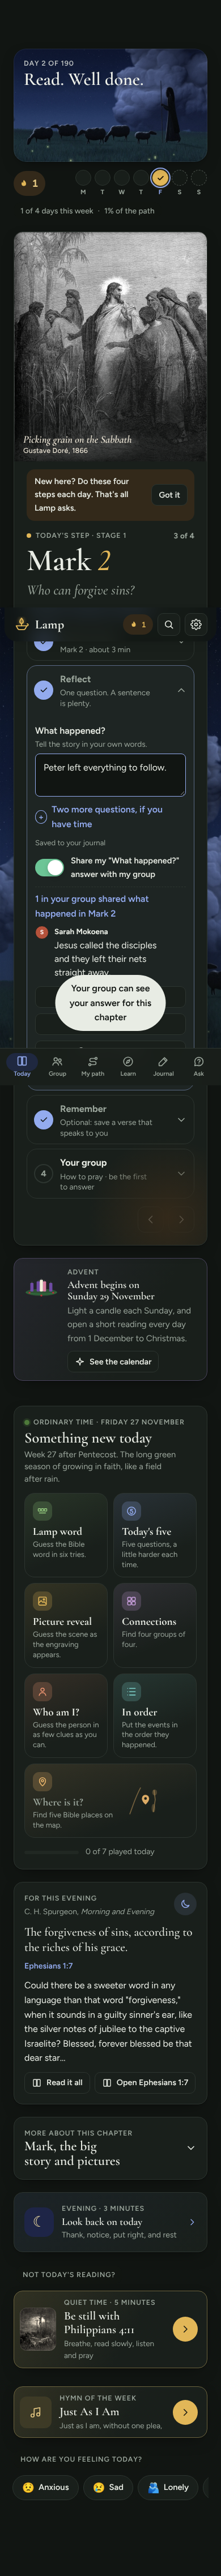 DAY 2 OF 190
Read. Well done.
1
M T W T F S S
1 of 4 days this week · 1% of the path
Picking grain on the Sabbath
Gustave Doré, 1866
New here? Do these four
steps each day. That's all
Lamp asks.
Got it
TODAY'S STEP · STAGE 1
3 of 4
Mark 2
Who can forgive sins?
Lamp
1
Mark 2 · about 3 min
Reflect
One question. A sentence
is plenty.
What happened?
Tell the story in your own words.
Peter left everything to follow.
Two more questions, if you
have time
Saved to your journal
Share my "What happened?"
answer with my group
1 in your group shared what
happened in Mark 2
S
Sarah Mokoena
Jesus called the disciples
and they left their nets
straight away
Your group can see
your answer for this
chapter
Today
Group
My path
Learn
Journal
Ask
Remember
Optional: save a verse that
speaks to you
4
Your group
How to pray · be the first
to answer
ADVENT
Advent begins on
Sunday 29 November
Light a candle each Sunday, and
open a short reading every day
from 1 December to Christmas.
See the calendar
ORDINARY TIME · FRIDAY 27 NOVEMBER
Something new today
Week 27 after Pentecost. The long green
season of growing in faith, like a field
after rain.
Lamp word
Guess the Bible
word in six tries.
Today's five
Five questions, a
little harder each
time.
Picture reveal
Guess the scene as
the engraving
appears.
Connections
Find four groups of
four.
Who am I?
Guess the person in
as few clues as you
can.
In order
Put the events in
the order they
happened.
Where is it?
Find five Bible places on
the map.
0 of 7 played today
FOR THIS EVENING
C. H. Spurgeon, Morning and Evening
The forgiveness of sins, according to
the riches of his grace.
Ephesians 1:7
Could there be a sweeter word in any
language than that word "forgiveness,"
when it sounds in a guilty sinner's ear, like
the silver notes of jubilee to the captive
Israelite? Blessed, forever blessed be that
dear star...
Read it all
Open Ephesians 1:7
MORE ABOUT THIS CHAPTER
Mark, the big
story and pictures
EVENING · 3 MINUTES
Look back on today
Thank, notice, put right, and rest
NOT TODAY'S READING?
QUIET TIME · 5 MINUTES
Be still with
Philippians 4:11
Breathe, read slowly, listen
and pray
HYMN OF THE WEEK
Just As I Am
Just as I am, without one plea,
HOW ARE YOU FEELING TODAY?
Anxious
Sad
Lonely